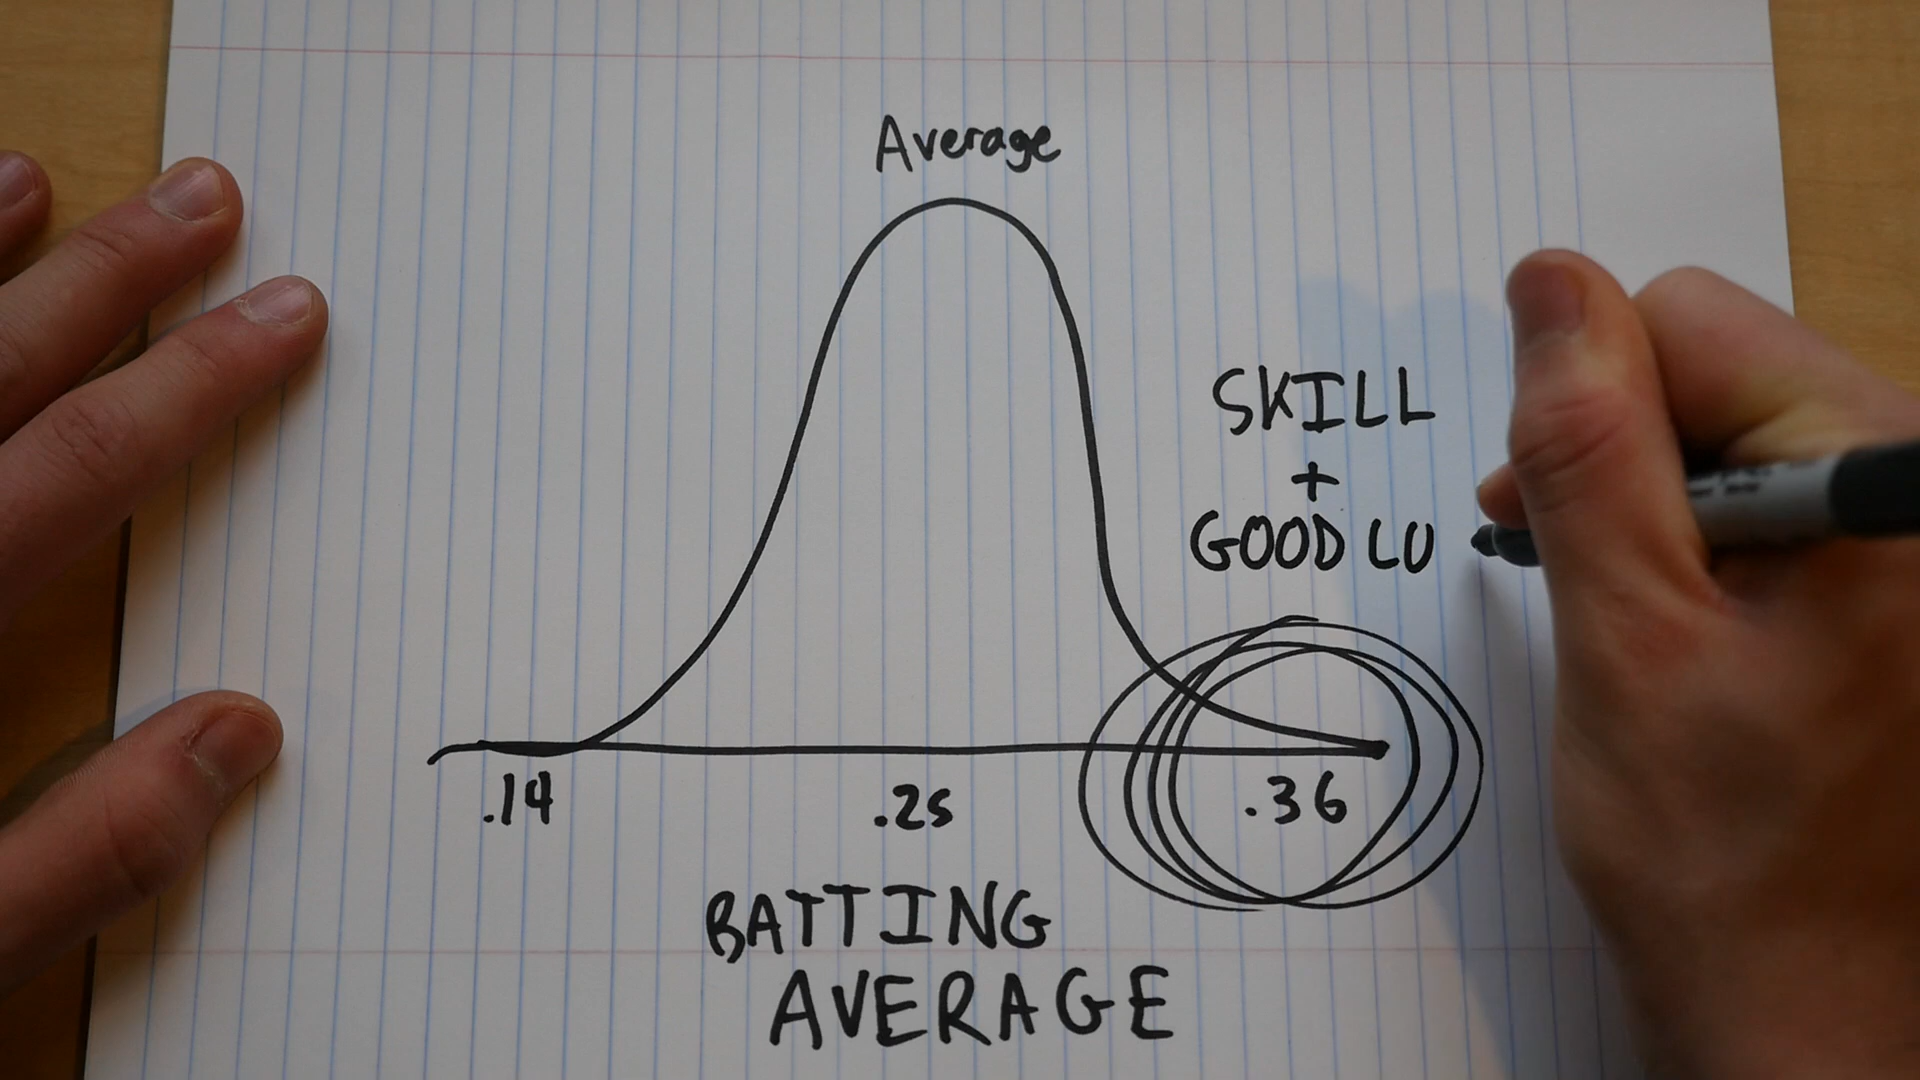 Average
SKILL
+
GOOD LU
.14 .25 .36
BATTING
AVERAGE